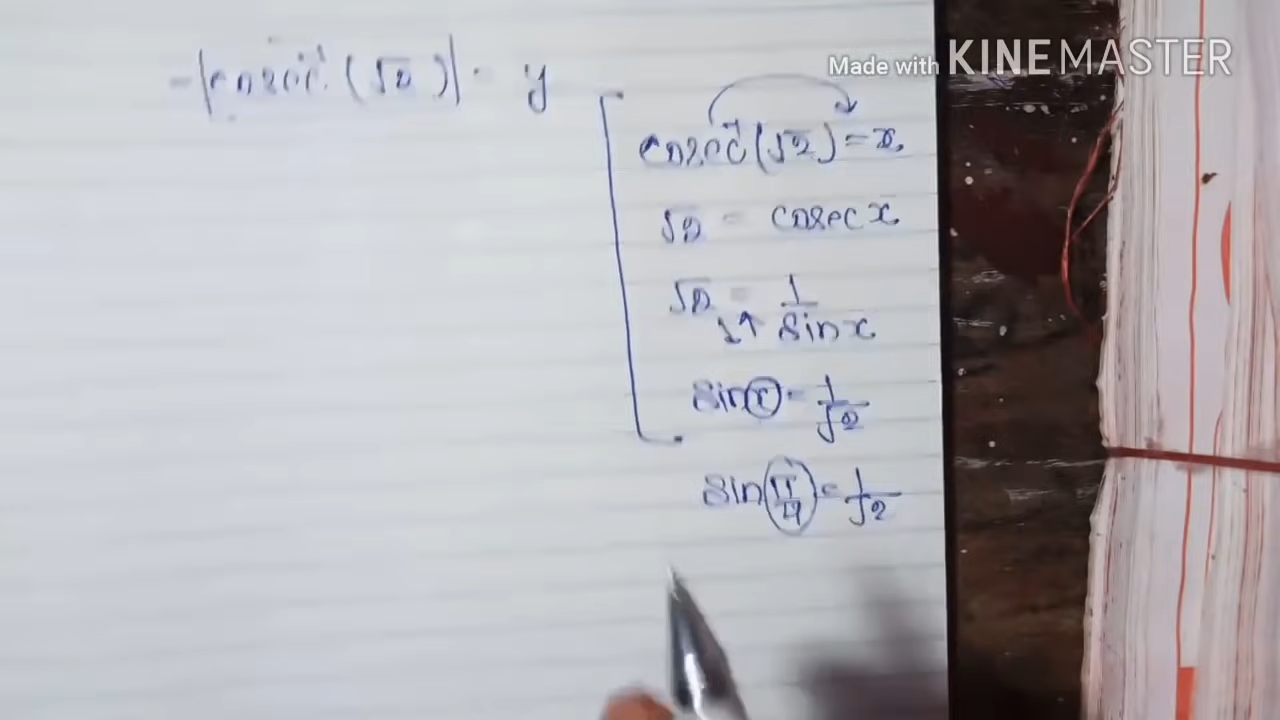 Made with KINEMASTER
-|cosec⁻¹(√2)| = y
cosec⁻¹(√2) = x
√2 = cosec x
√2 = 1/sin x
sin x = 1/√2
sin(π/4) = 1/√2